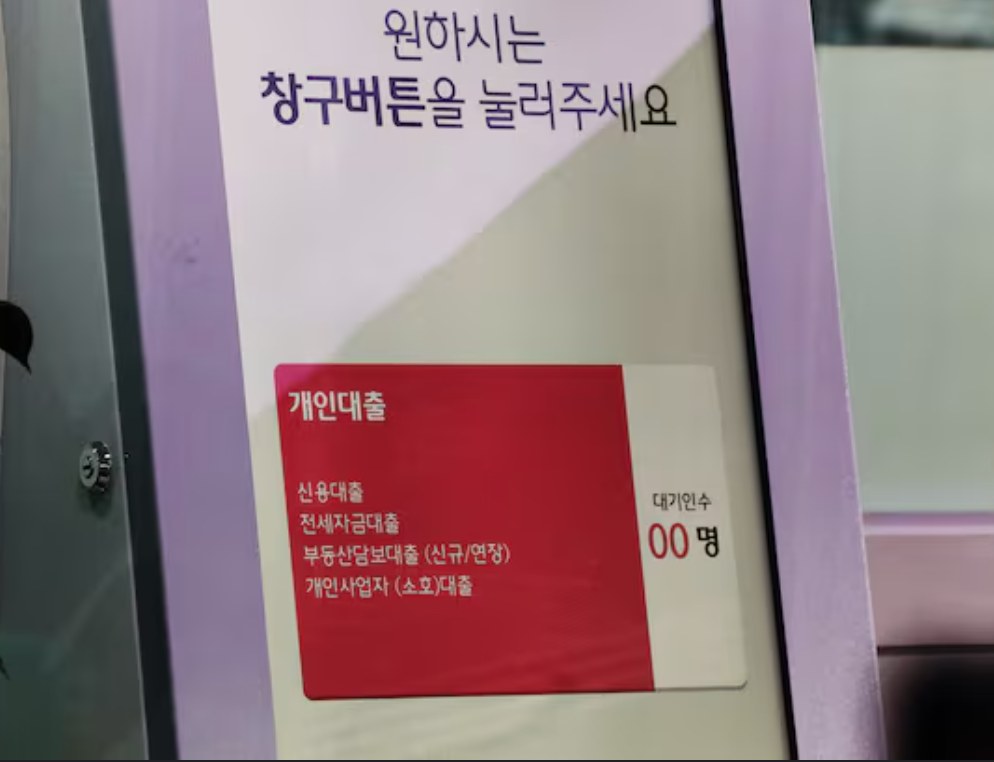 원하시는
창구버튼을 눌러주세요
개인대출
신용대출
전세자금대출
부동산담보대출 (신규/연장)
개인사업자 (소호)대출
대기인수
00 명